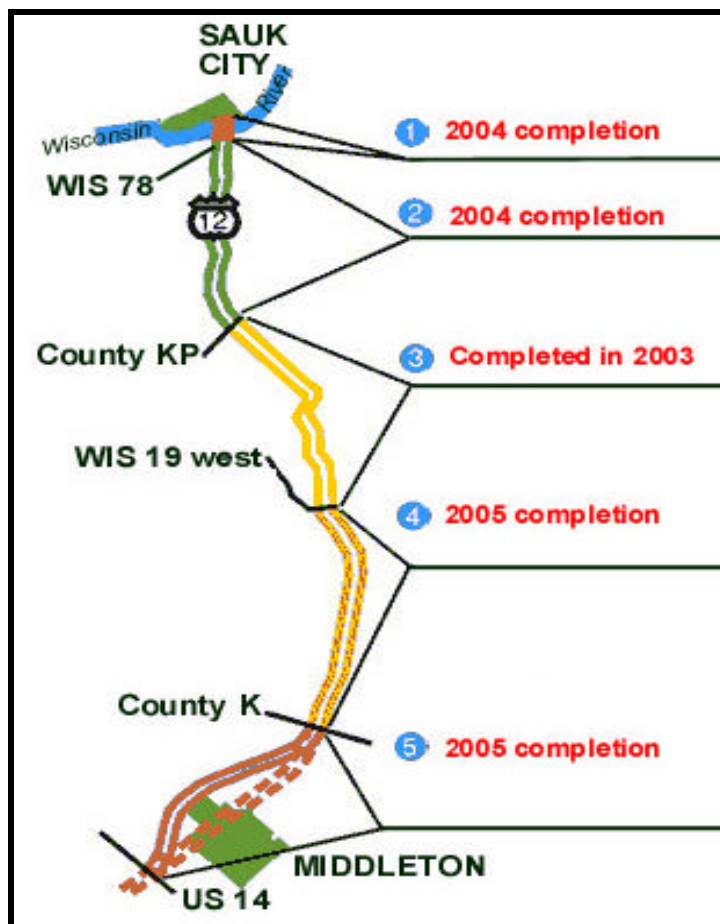 SAUK
CITY
Wisconsin River
1 2004 completion
WIS 78
2 2004 completion
12
County KP
3 Completed in 2003
WIS 19 west
4 2005 completion
County K
5 2005 completion
MIDDLETON
US 14